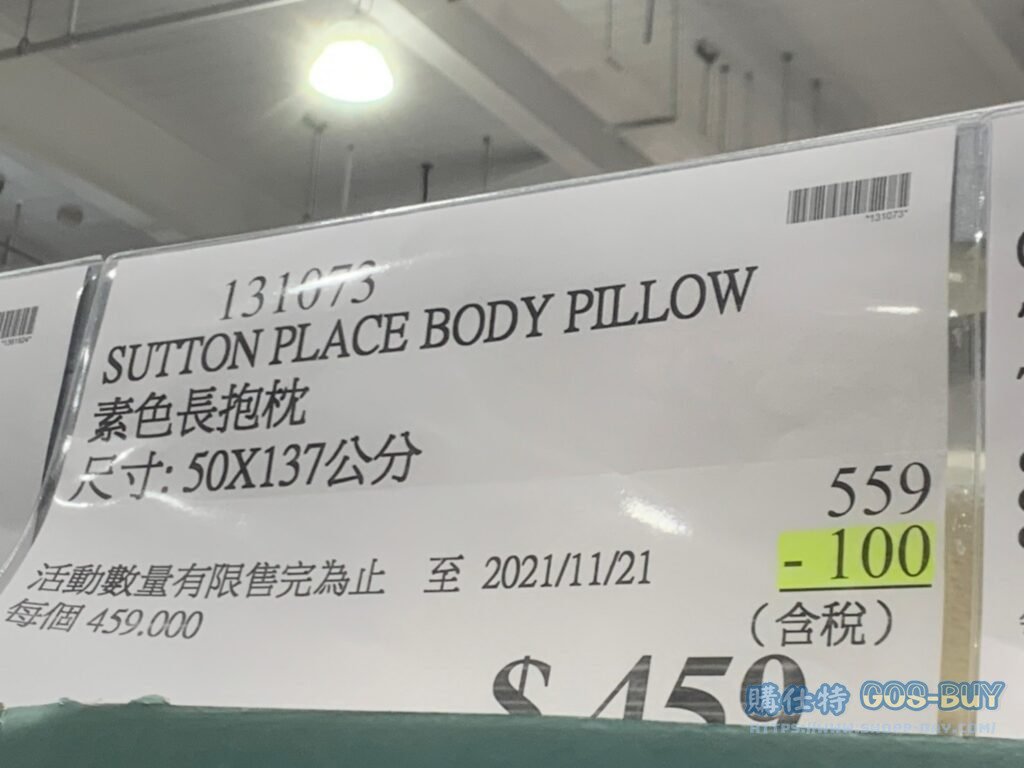 131073
"131073"
SUTTON PLACE BODY PILLOW
素色長抱枕
尺寸: 50X137公分
559
- 100
活動數量有限售完為止 至 2021/11/21
每個 459.000
(含稅)
$ 459
購仕特 GOS-BUY